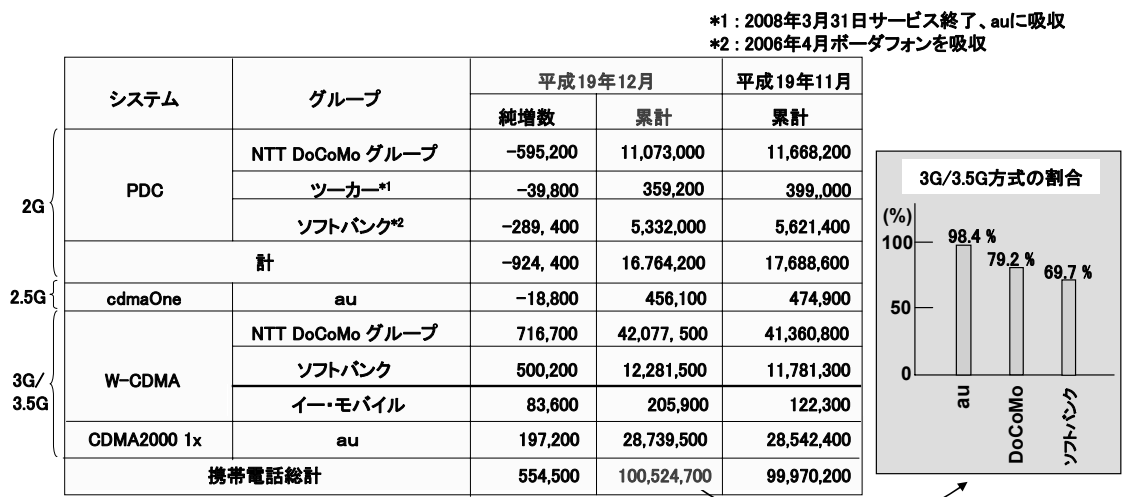 *1 : 2008年3月31日サービス終了、auに吸収
*2 : 2006年4月ボーダフォンを吸収
システム グループ 平成19年12月 平成19年11月
純増数 累計 累計
2G PDC NTT DoCoMo グループ −595,200 11,073,000 11,668,200
ツーカー*1 −39,800 359,200 399,,000
ソフトバンク*2 −289, 400 5,332,000 5,621,400
計 −924, 400 16.764,200 17,688,600
2.5G cdmaOne au −18,800 456,100 474,900
3G/3.5G W−CDMA NTT DoCoMo グループ 716,700 42,077, 500 41,360,800
ソフトバンク 500,200 12,281,500 11,781,300
イー・モバイル 83,600 205,900 122,300
CDMA2000 1x au 197,200 28,739,500 28,542,400
携帯電話総計 554,500 100,524,700 99,970,200
3G/3.5G方式の割合
(%)
100
50
0
98.4 %
79.2 %
69.7 %
au
DoCoMo
ソフトバンク